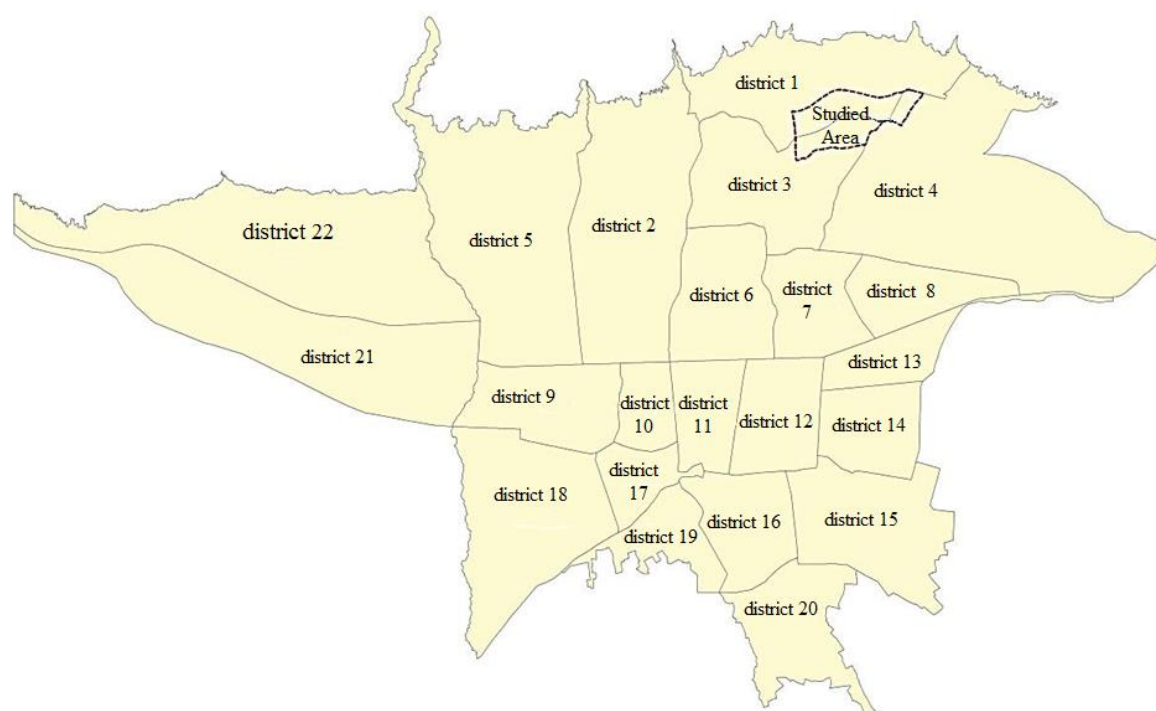 district 1
Studied
Area
district 3
district 4
district 22
district 5
district 2
district 6
district
7
district 8
district 21
district 13
district 9
district
10
district
11
district 12
district 14
district
17
district 18
district 16
district 15
district 19
district 20